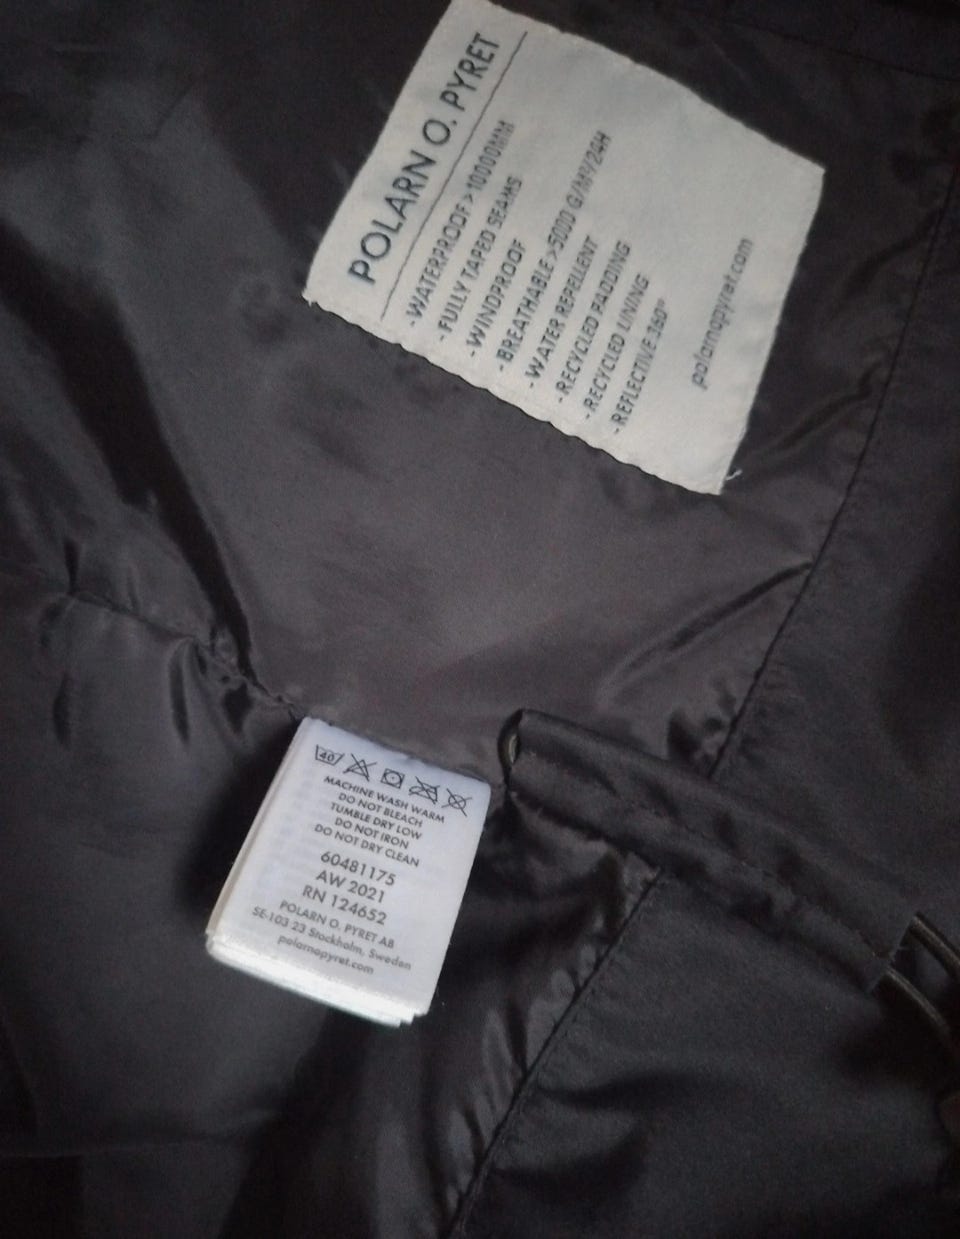 POLARN O. PYRET
-WATERPROOF>10000MM
-FULLY TAPED SEAMS
-WINDPROOF
-BREATHABLE>5000 G/M²/24H
-WATER REPELLENT
-RECYCLED PADDING
-RECYCLED LINING
-REFLECTIVE 360°
polarnopyret.com
40
MACHINE WASH WARM
DO NOT BLEACH
TUMBLE DRY LOW
DO NOT IRON
DO NOT DRY CLEAN
60481175
AW 2021
RN 124652
POLARN O. PYRET AB
SE-103 23 Stockholm, Sweden
polarnopyret.com